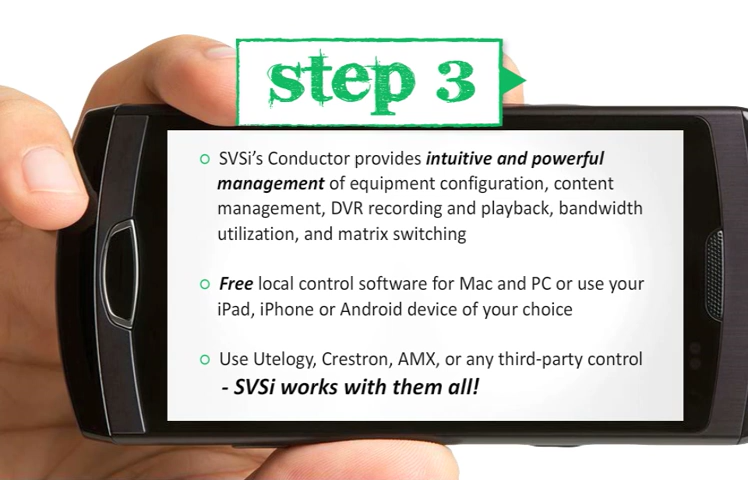 step 3
SVSi's Conductor provides intuitive and powerful
management of equipment configuration, content
management, DVR recording and playback, bandwidth
utilization, and matrix switching
Free local control software for Mac and PC or use your
iPad, iPhone or Android device of your choice
Use Utelogy, Crestron, AMX, or any third-party control
- SVSi works with them all!